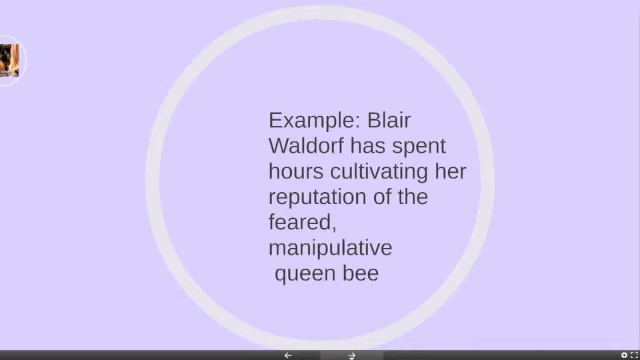 Example: Blair
Waldorf has spent
hours cultivating her
reputation of the
feared,
manipulative
queen bee